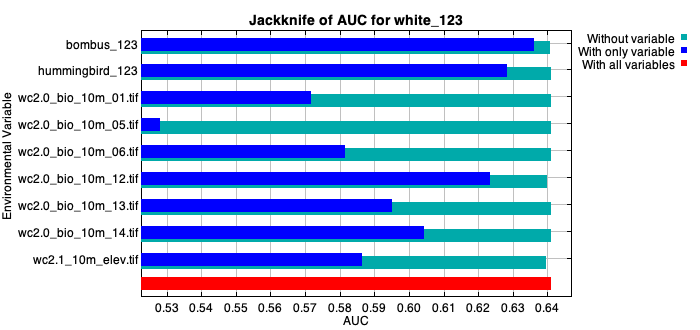 Jackknife of AUC for white_123
Environmental Variable
bombus_123
hummingbird_123
wc2.0_bio_10m_01.tif
wc2.0_bio_10m_05.tif
wc2.0_bio_10m_06.tif
wc2.0_bio_10m_12.tif
wc2.0_bio_10m_13.tif
wc2.0_bio_10m_14.tif
wc2.1_10m_elev.tif
0.53 0.54 0.55 0.56 0.57 0.58 0.59 0.60 0.61 0.62 0.63 0.64
AUC
Without variable
With only variable
With all variables